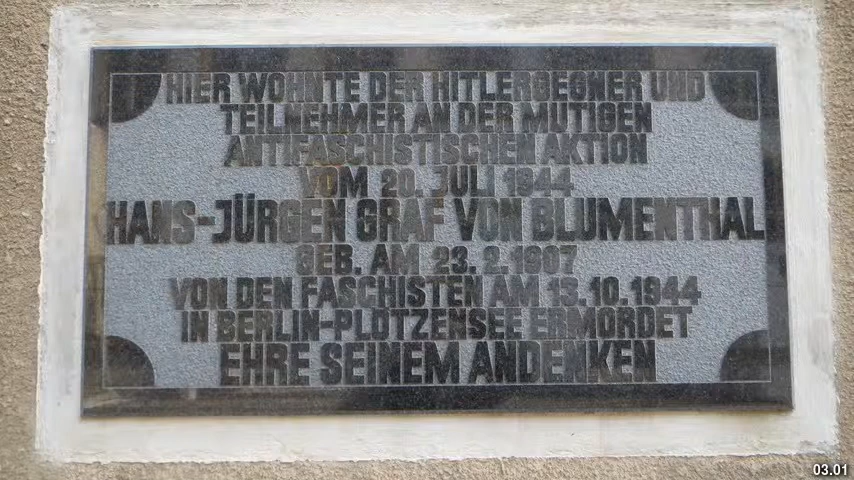 HIER WOHNTE DER HITLERGEGNER UND
TEILNEHMER AN DER MUTIGEN
ANTIFASCHISTISCHEN AKTION
VOM 20. JULI 1944
HANS-JÜRGEN GRAF VON BLUMENTHAL
GEB. AM 23. 2. 1907
VON DEN FASCHISTEN AM 13.10.1944
IN BERLIN-PLÖTZENSEE ERMORDET
EHRE SEINEM ANDENKEN
03.01